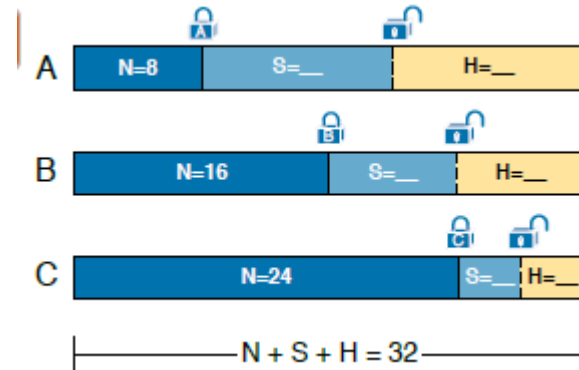 A
A N=8 S=__ H=__
B
B N=16 S=__ H=__
C
C N=24 S=__ H=__
N + S + H = 32